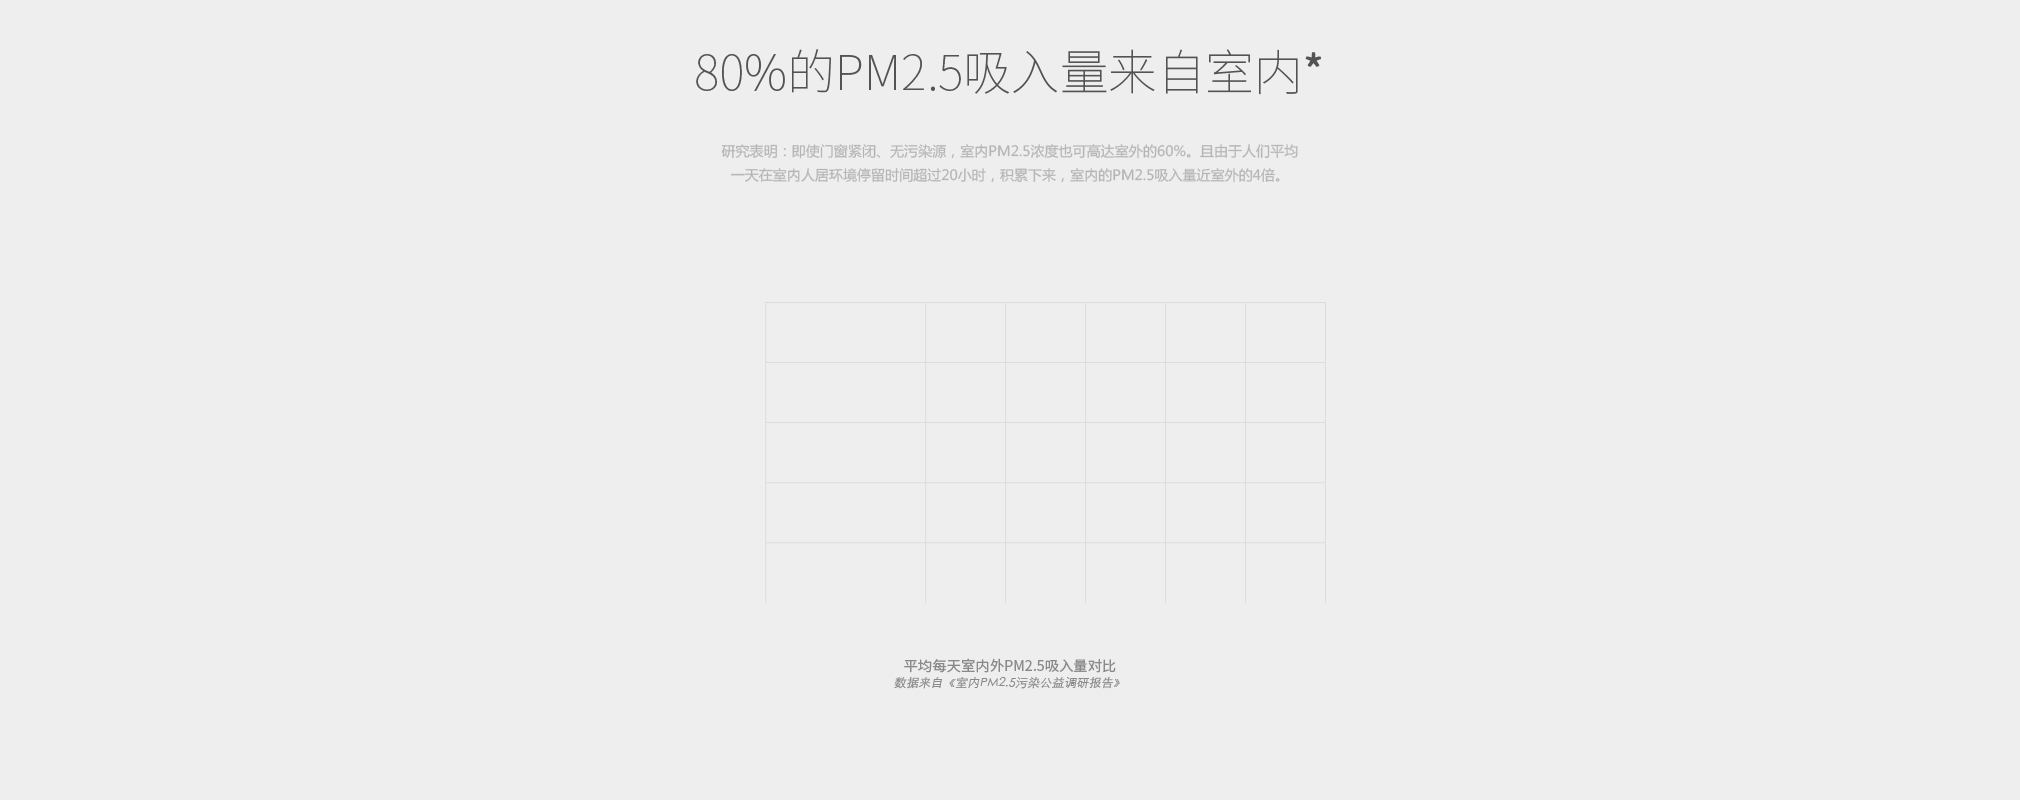 80%的PM2.5吸入量来自室内*
研究表明：即使门窗紧闭、无污染源，室内PM2.5浓度也可高达室外的60%。且由于人们平均
一天在室内人居环境停留时间超过20小时，积累下来，室内的PM2.5吸入量近室外的4倍。
平均每天室内外PM2.5吸入量对比
数据来自《室内PM2.5污染公益调研报告》